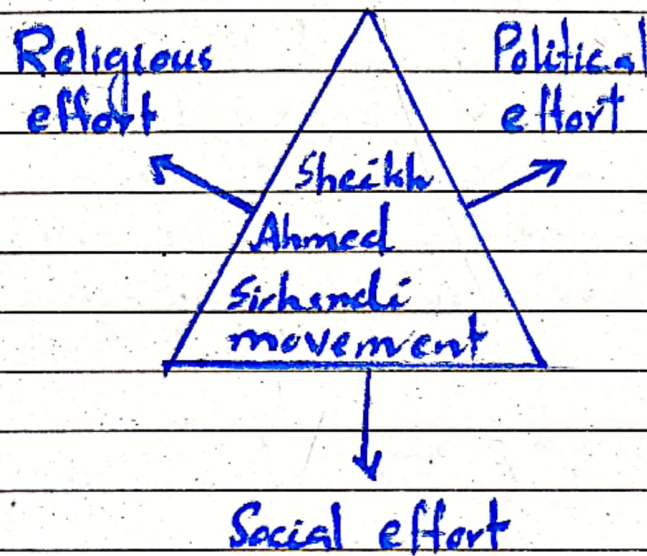 Religious
effort
Political
effort
Sheikh
Ahmed
Sirhendi
movement
Social effort